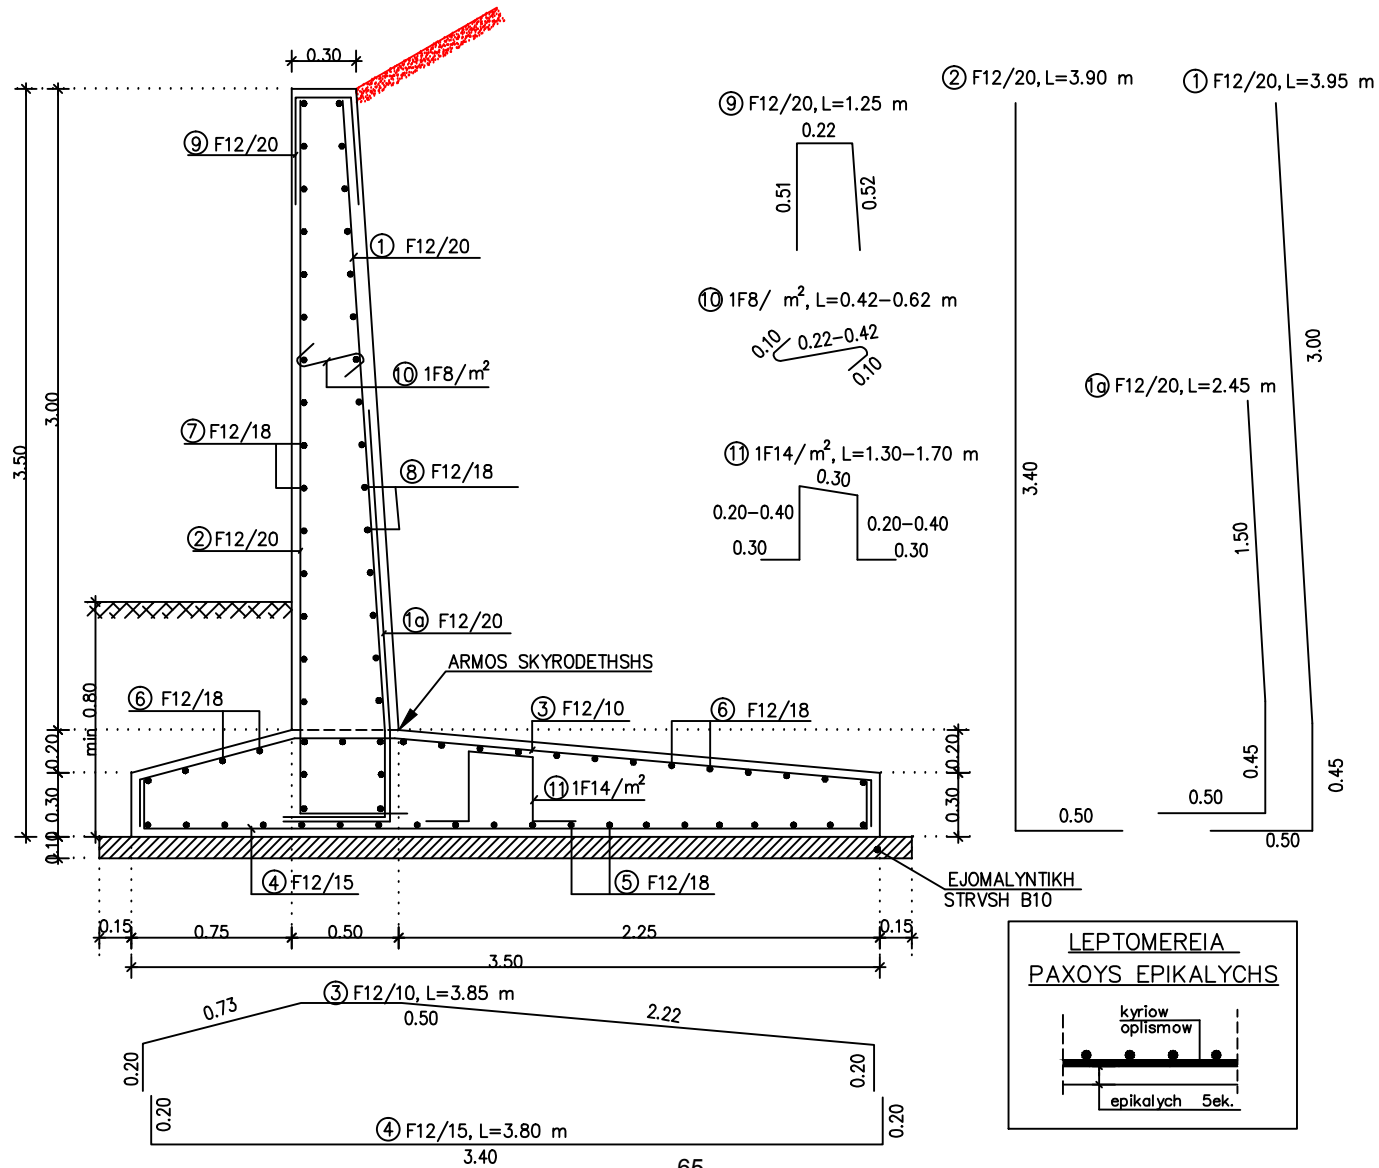 0.30
② F12/20, L=3.90 m
① F12/20, L=3.95 m
⑨ F12/20, L=1.25 m
0.22
⑨ F12/20
0.51
0.52
① F12/20
⑩ 1F8/ m², L=0.42-0.62 m
0.10
0.22-0.42
0.10
3.00
⑩ 1F8/m²
1a F12/20, L=2.45 m
3.00
⑦ F12/18
3.50
⑧ F12/18
⑪ 1F14/m², L=1.30-1.70 m
0.30
3.40
0.20-0.40
0.20-0.40
0.30
0.30
② F12/20
1.50
1a F12/20
ARMOS SKYRODETHSHS
min 0.80
⑥ F12/18
③ F12/10
⑥ F12/18
0.20
0.20
0.45
0.45
⑪ 1F14/m²
0.30
0.30
0.50
0.50
0.50
0.10
④ F12/15
⑤ F12/18
EJOMALYNTIKH
STRVSH B10
0.15
0.75
0.50
2.25
0.15
3.50
LEPTOMEREIA
PAXOYS EPIKALYCHS
kyriow
oplismow
epikalych 5ek.
③ F12/10, L=3.85 m
0.73
0.50
2.22
0.20
0.20
0.20
④ F12/15, L=3.80 m
0.20
3.40
65